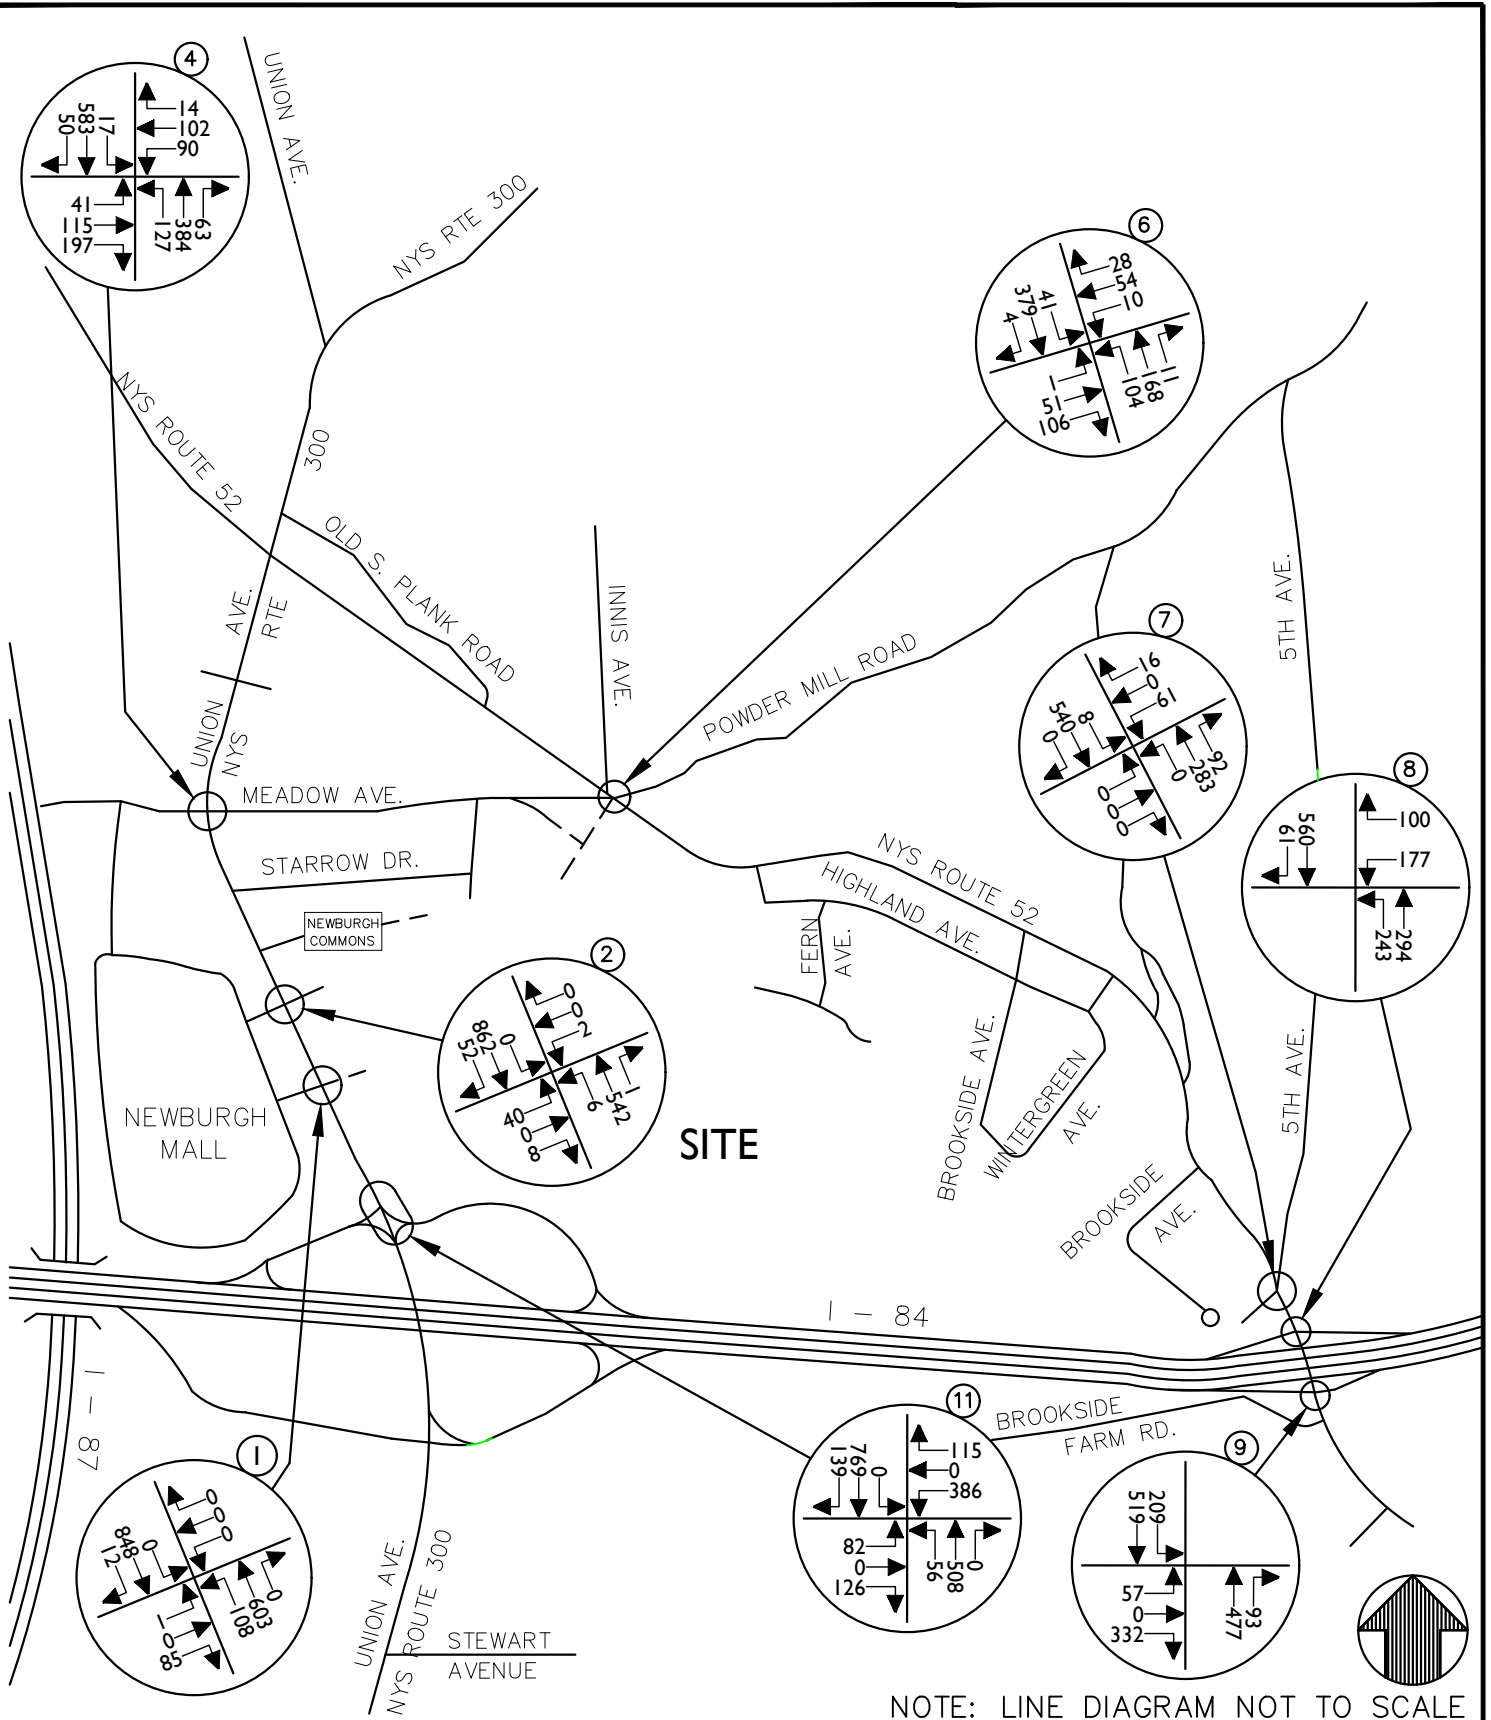 4
14
102
90
17
583
50
41
115
197
127
384
63
UNION AVE.
NYS RTE 300
6
28
54
10
41
379
4
1
51
106
104
168
11
NYS ROUTE 52
300
OLD S. PLANK ROAD
AVE.
RTE
UNION
NYS
INNIS AVE.
POWDER MILL ROAD
5TH AVE.
7
16
0
61
8
540
0
0
0
0
0
283
92
8
100
177
560
61
243
294
MEADOW AVE.
STARROW DR.
NEWBURGH
COMMONS
NYS ROUTE 52
HIGHLAND AVE.
FERN
AVE.
2
0
0
2
0
862
52
40
0
8
6
542
1
SITE
NEWBURGH
MALL
BROOKSIDE AVE.
WINTERGREEN
AVE.
5TH AVE.
BROOKSIDE
AVE.
I - 84
I - 87
1
0
0
0
0
848
12
1
0
85
108
603
0
11
115
0
386
0
769
139
82
0
126
56
508
0
BROOKSIDE
FARM RD.
9
209
519
57
0
332
477
93
UNION AVE.
NYS ROUTE 300
STEWART
AVENUE
NOTE: LINE DIAGRAM NOT TO SCALE